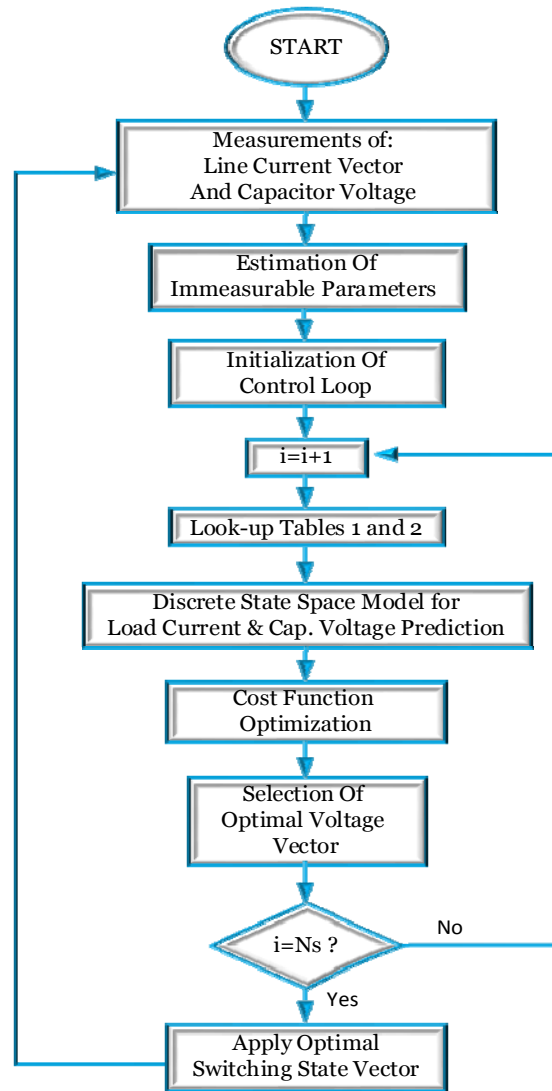 START
Measurements of:
Line Current Vector
And Capacitor Voltage
Estimation Of
Immeasurable Parameters
Initialization Of
Control Loop
i=i+1
Look-up Tables 1 and 2
Discrete State Space Model for
Load Current & Cap. Voltage Prediction
Cost Function
Optimization
Selection Of
Optimal Voltage
Vector
i=Ns ?
No
Yes
Apply Optimal
Switching State Vector